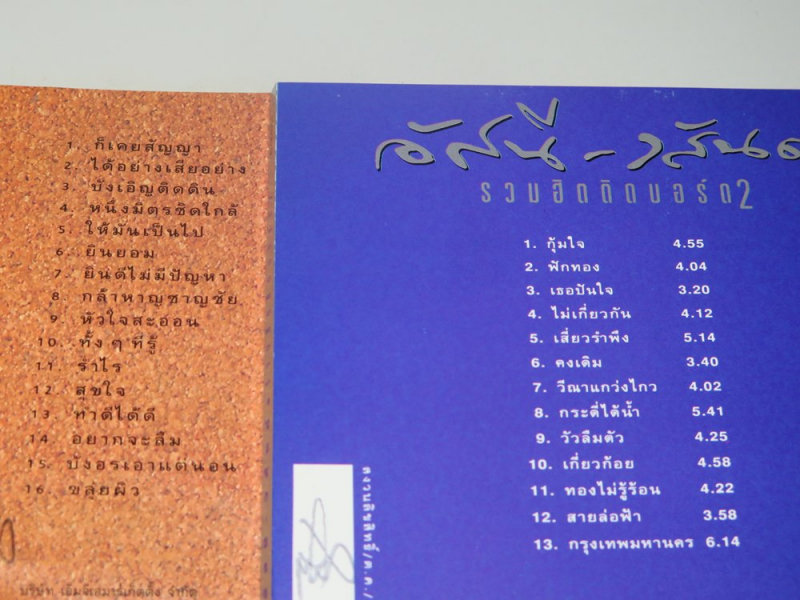 1. ก็เคยสัญญา
2. ได้อย่างเสียอย่าง
3. บังเอิญติดดิน
4. หนึ่งมิตรชิดใกล้
5. ให้มันเป็นไป
6. ยินยอม
7. ยินดีไม่มีปัญหา
8. กล้าหาญชาญชัย
9. หัวใจสะออน
10. ทั้งๆ ที่รู้
11. ร่ำไร
12. สุขใจ
13. ทำดีได้ดี
14. อยากจะลืม
15. บังอรเอาแต่นอน
16. ขลุ่ยผิว
อัสนี-วสันต
รวมฮิตติดบอร์ด 2
1. กุ้มใจ 4.55
2. ฟักทอง 4.04
3. เธอปันใจ 3.20
4. ไม่เกี่ยวกัน 4.12
5. เสี่ยวรำพึง 5.14
6. คงเดิม 3.40
7. วีณาแกว่งไกว 4.02
8. กระดี่ได้น้ำ 5.41
9. วัวลืมตัว 4.25
10. เกี่ยวก้อย 4.58
11. ทองไม่รู้ร้อน 4.22
12. สายล่อฟ้า 3.58
13. กรุงเทพมหานคร 6.14